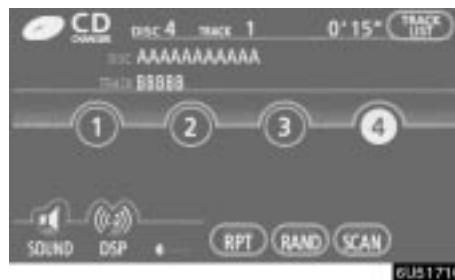 CD DISC 4 TRACK 1 0' 15" TRACK LIST
CHANGER
DISC AAAAAAAAAAA
TRACK BBBBB
1 2 3 4
SOUND DSP RPT RAND SCAN
6U5171